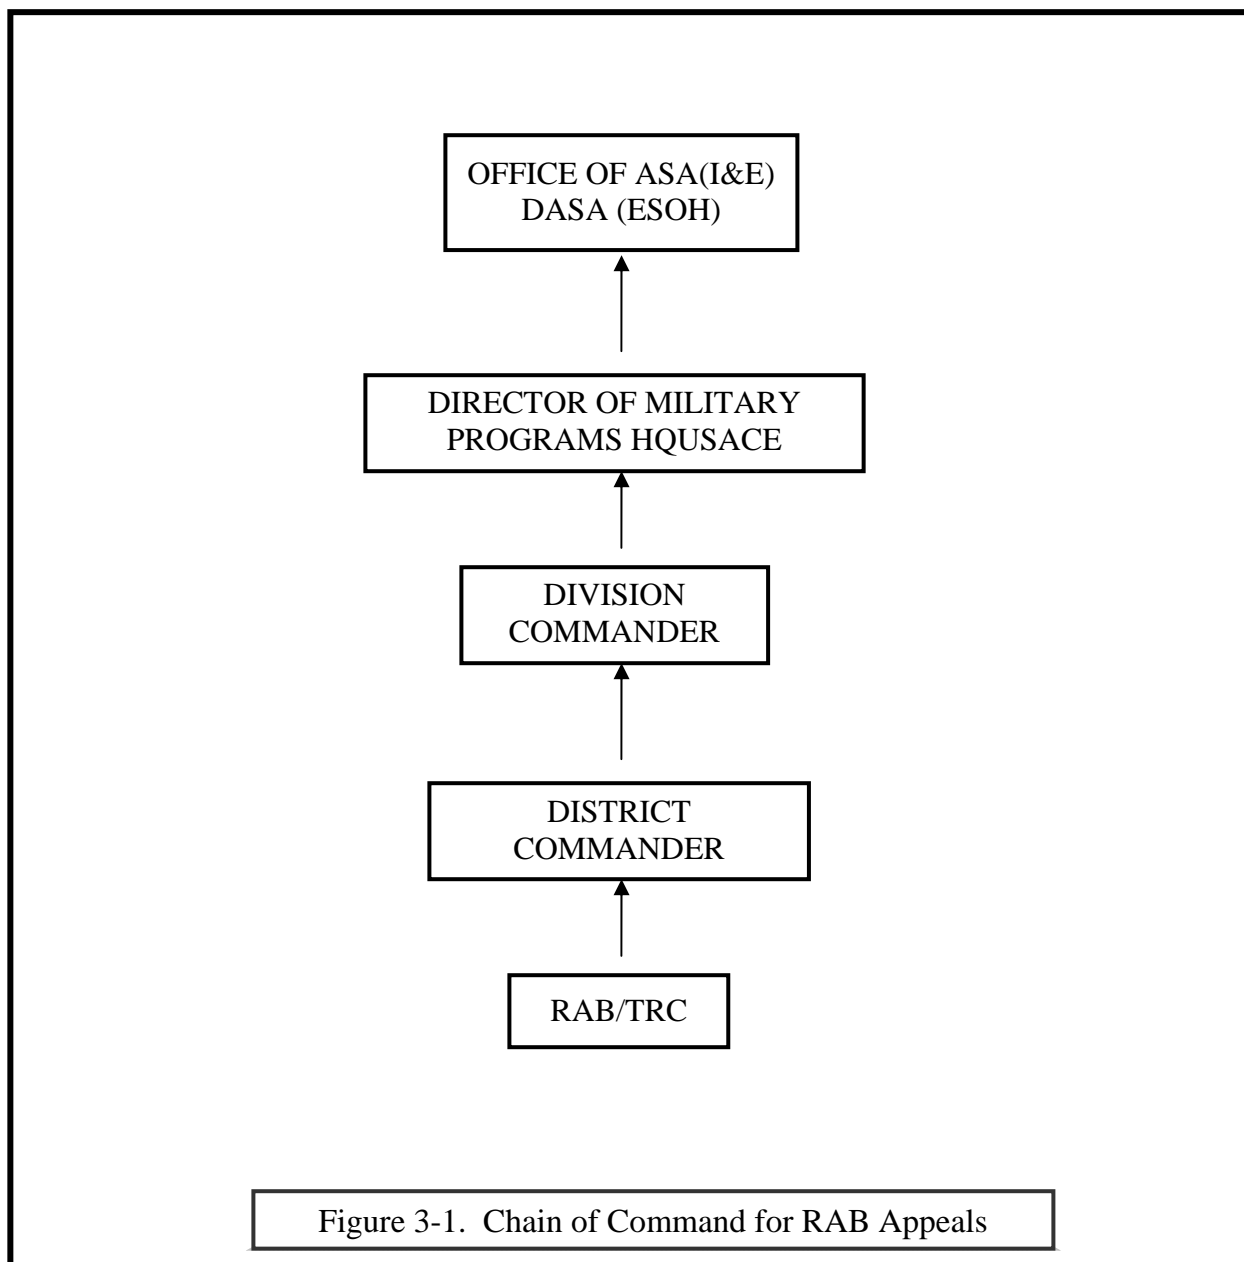 OFFICE OF ASA(I&E)
DASA (ESOH)
DIRECTOR OF MILITARY
PROGRAMS HQUSACE
DIVISION
COMMANDER
DISTRICT
COMMANDER
RAB/TRC
Figure 3-1.  Chain of Command for RAB Appeals